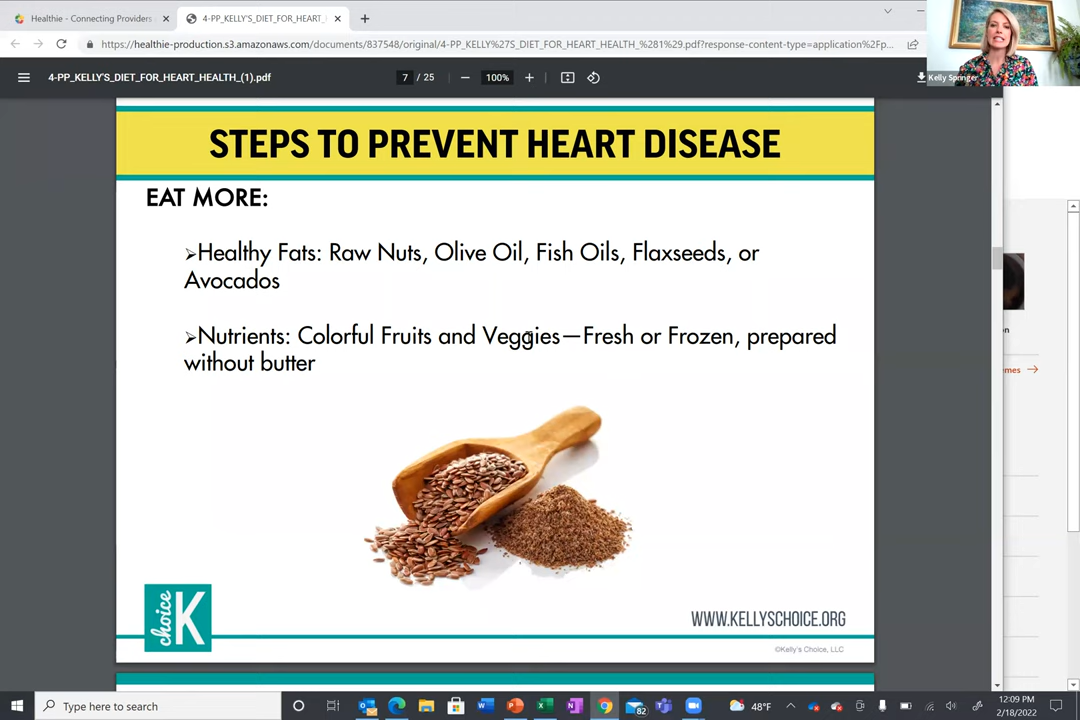 Healthie - Connecting Providers
4-PP_KELLY'S_DIET_FOR_HEART_H
https://healthie-production.s3.amazonaws.com/documents/837548/original/4-PP_KELLY%27S_DIET_FOR_HEART_HEALTH_%281%29.pdf?response-content-type=application%2Fp...
4-PP_KELLY'S_DIET_FOR_HEART_HEALTH_(1).pdf
7 / 25
100%
Kelly Springer
STEPS TO PREVENT HEART DISEASE
EAT MORE:
➢Healthy Fats: Raw Nuts, Olive Oil, Fish Oils, Flaxseeds, or
Avocados
➢Nutrients: Colorful Fruits and Veggies—Fresh or Frozen, prepared
without butter
choice K
WWW.KELLYSCHOICE.ORG
©Kelly's Choice, LLC
Type here to search
82
48°F
12:09 PM
2/18/2022